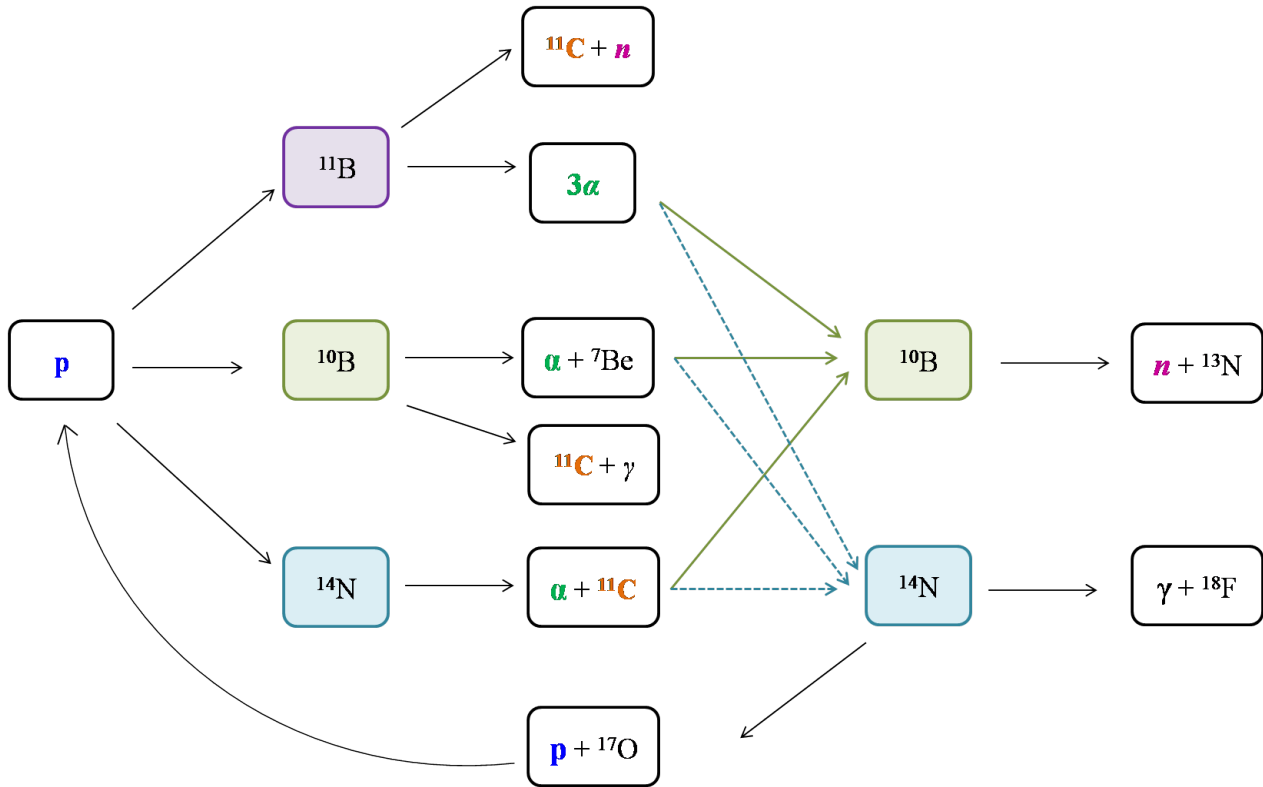 ¹¹C + n
¹¹B
3α
p
¹⁰B
α + ⁷Be
¹⁰B
n + ¹³N
¹¹C + γ
¹⁴N
α + ¹¹C
¹⁴N
γ + ¹⁸F
p + ¹⁷O